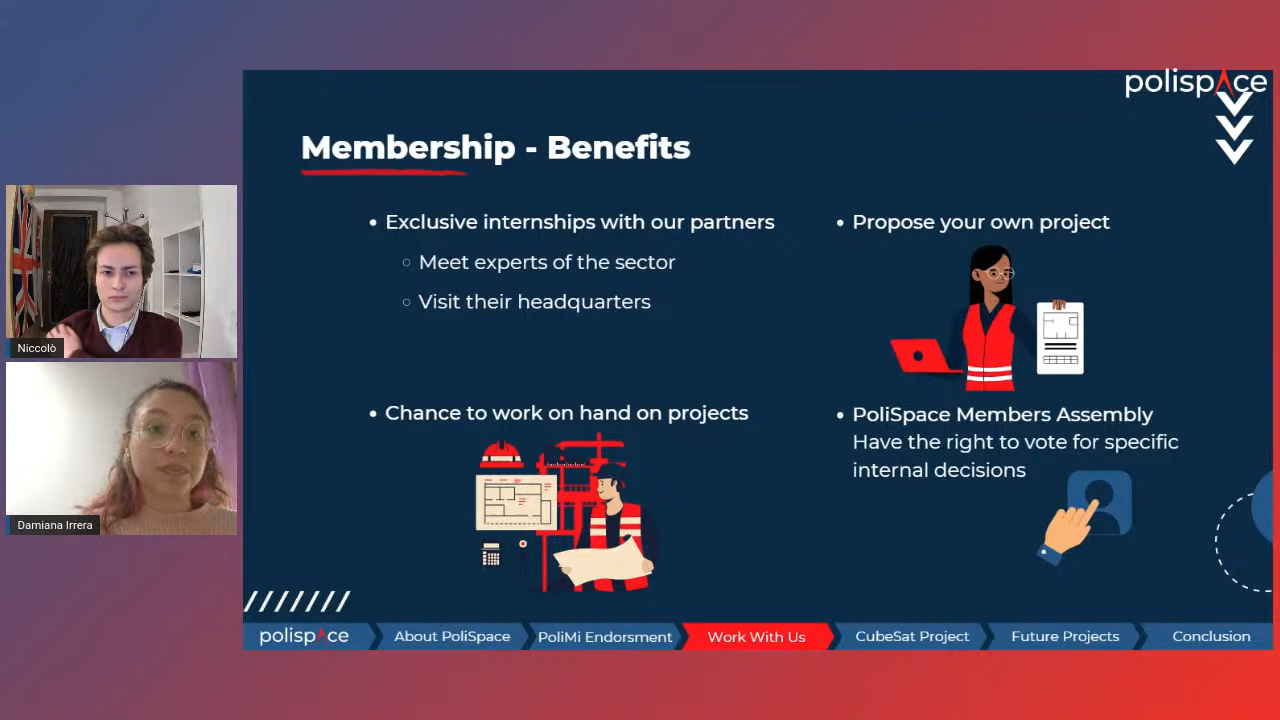 polispace
Membership - Benefits
• Exclusive internships with our partners
○ Meet experts of the sector
○ Visit their headquarters
• Propose your own project
• Chance to work on hand on projects
• PoliSpace Members Assembly
Have the right to vote for specific
internal decisions
Niccolò
Damiana Irrera
polispace
About PoliSpace
PoliMi Endorsment
Work With Us
CubeSat Project
Future Projects
Conclusion